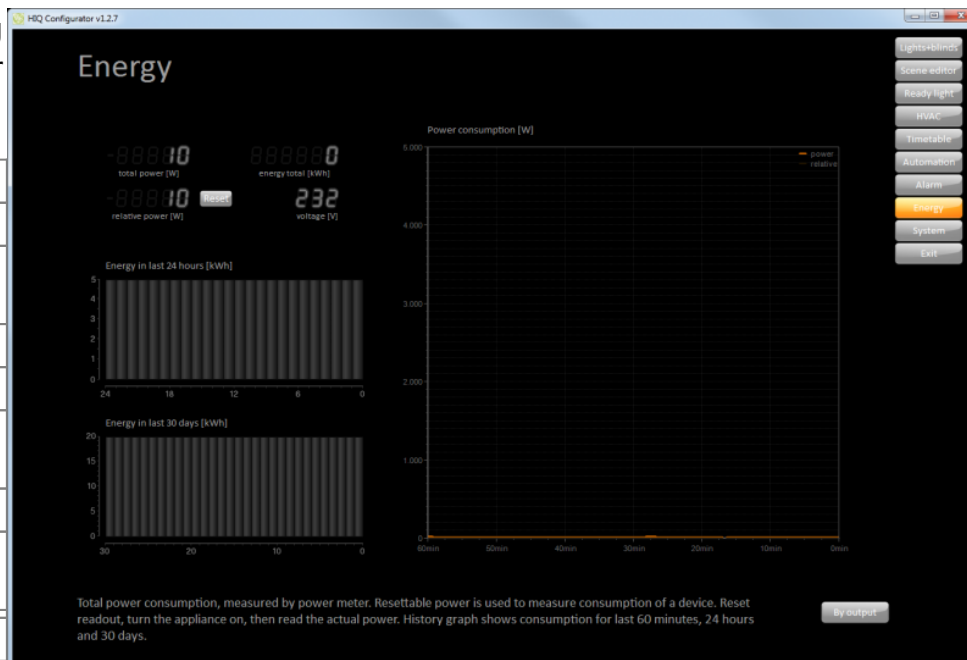 HIQ Configurator v1.2.7
Energy
Lights+blinds
Scene editor
Ready light
HVAC
Timetable
Automation
Alarm
Energy
System
Exit
10
total power [W]
0
energy total [kWh]
10
relative power [W]
Reset
232
voltage [V]
Energy in last 24 hours [kWh]
5
4
3
2
1
0
24 18 12 6 0
Energy in last 30 days [kWh]
20
15
10
5
0
30 20 10 0
Power consumption [W]
power
relative
5.000
4.000
3.000
2.000
1.000
0
60min 50min 40min 30min 20min 10min 0min
Total power consumption, measured by power meter. Resettable power is used to measure consumption of a device. Reset
readout, turn the appliance on, then read the actual power. History graph shows consumption for last 60 minutes, 24 hours
and 30 days.
By output